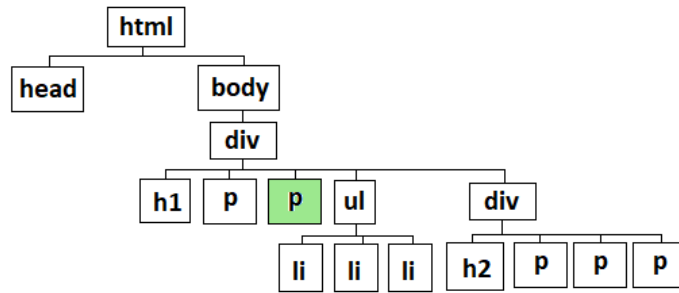 html
head body
div
h1 p p ul div
li li li h2 p p p